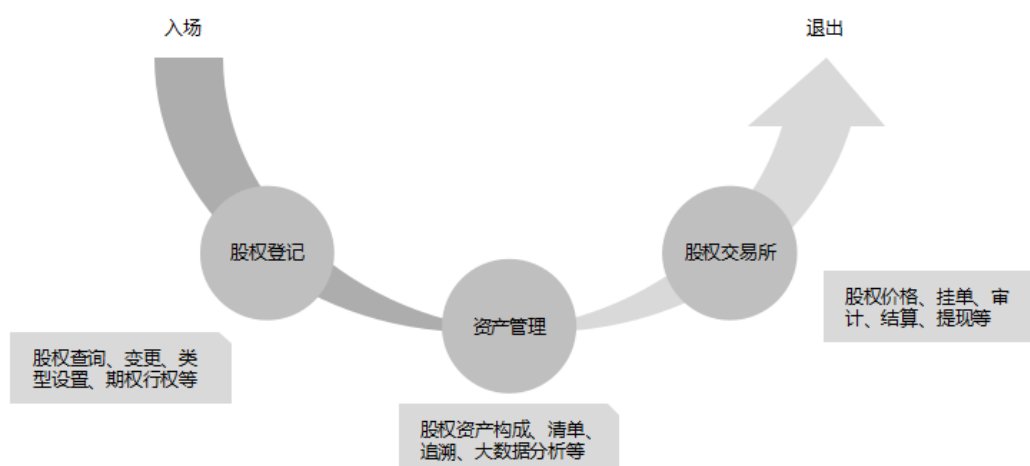 入场
退出
股权登记
股权交易所
资产管理
股权价格、挂单、审
计、结算、提现等
股权查询、变更、类
型设置、期权行权等
股权资产构成、清单、
追溯、大数据分析等